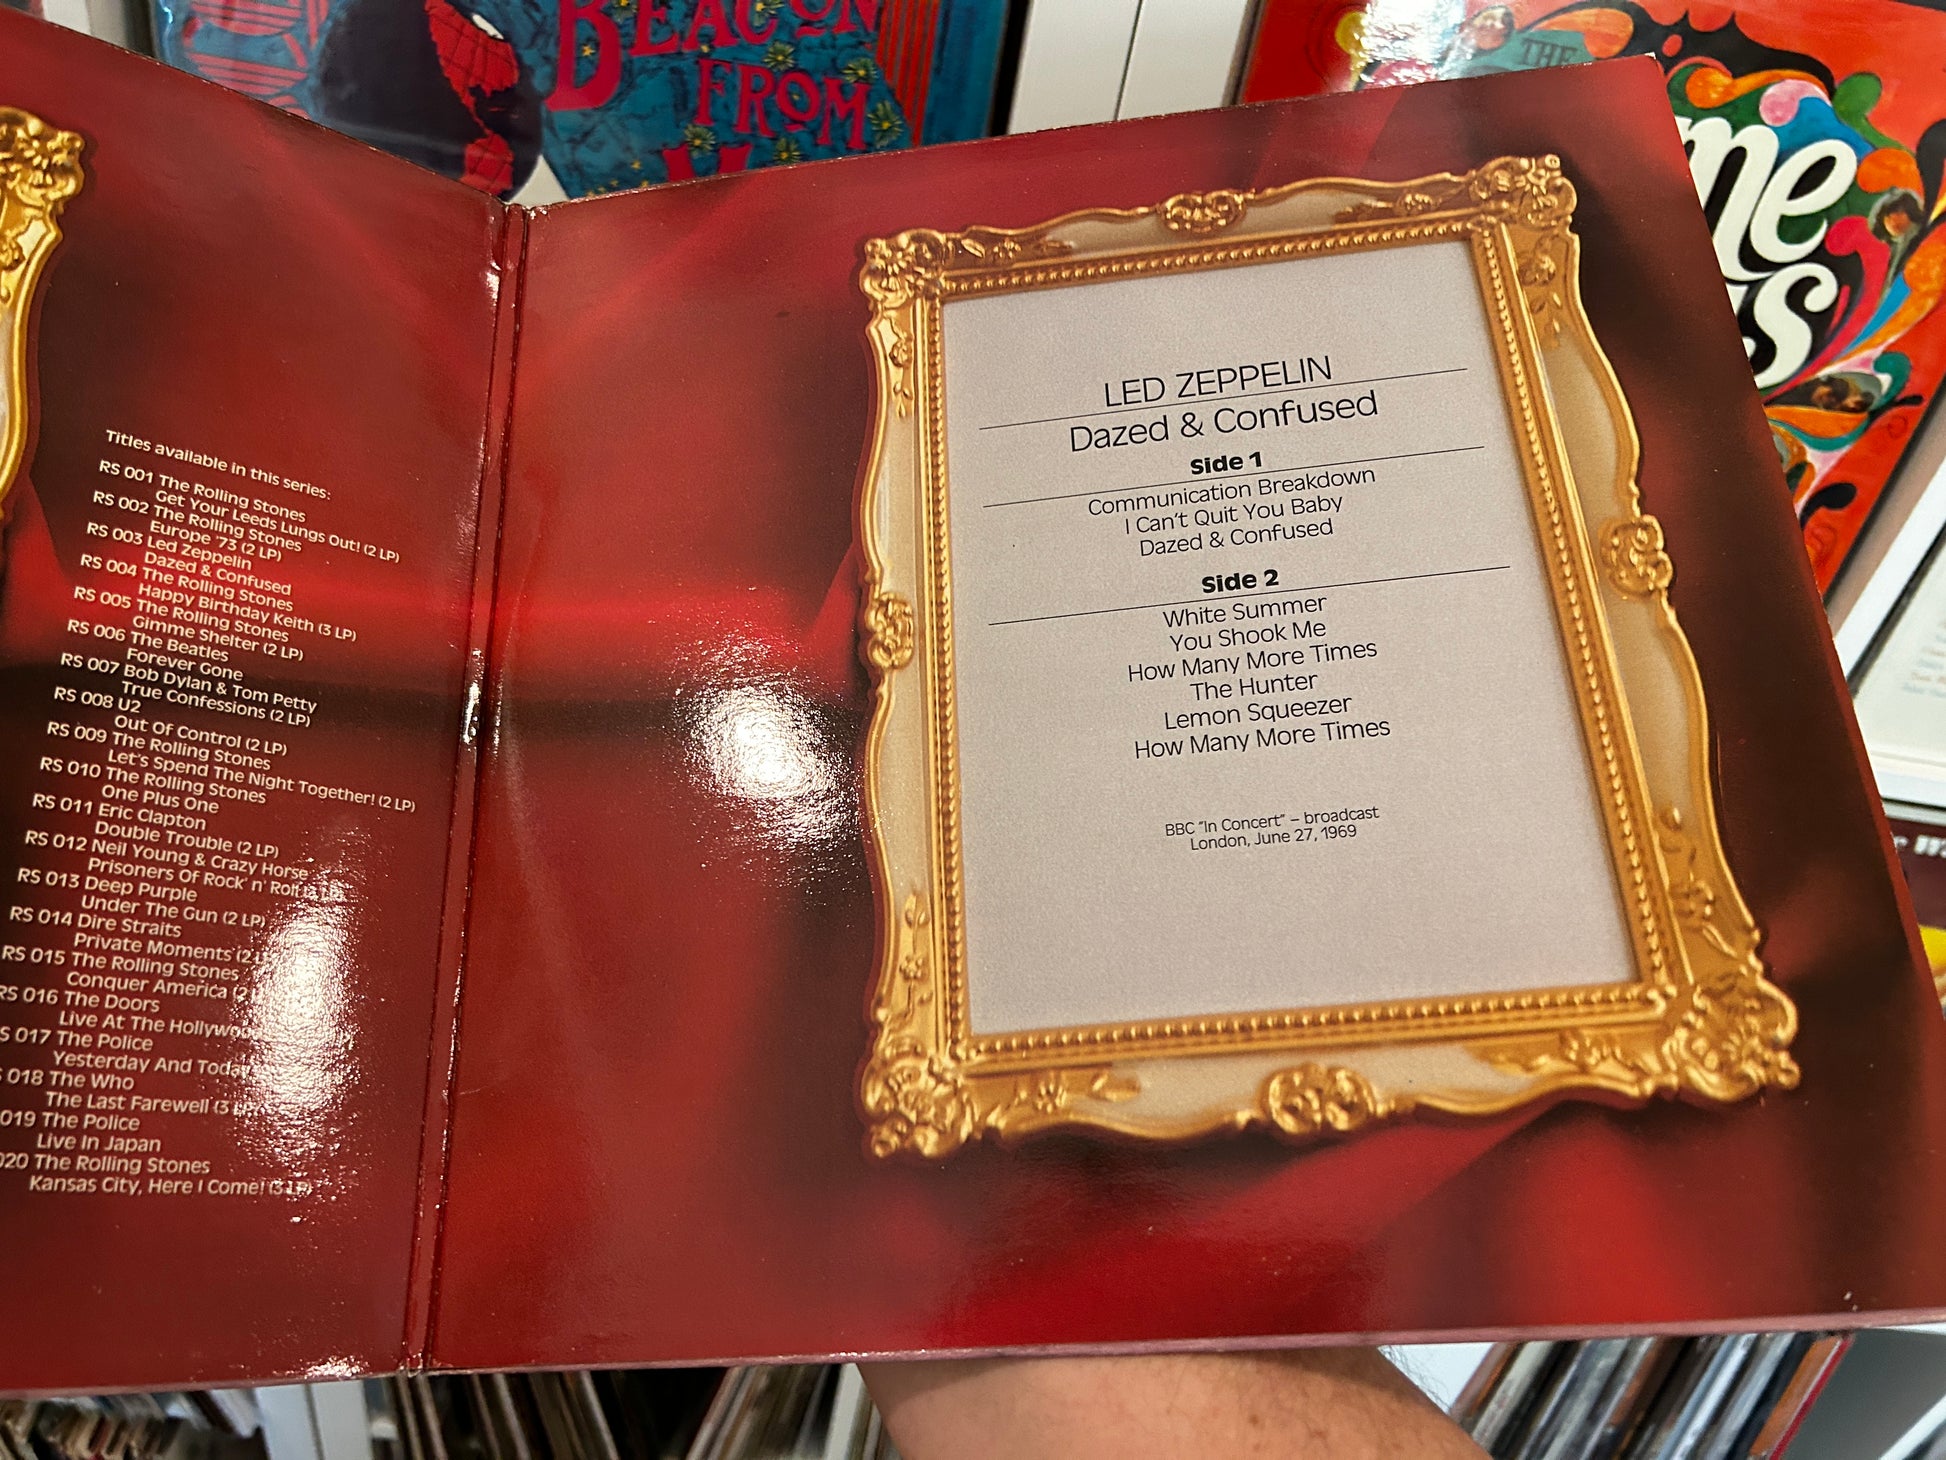 BEACON
FROM
THE
me
Titles available in this series:
RS 001 The Rolling Stones
Get Your Leeds Lungs Out! (2 LP)
RS 002 The Rolling Stones
Europe '73 (2 LP)
RS 003 Led Zeppelin
Dazed & Confused
RS 004 The Rolling Stones
Happy Birthday Keith (3 LP)
RS 005 The Rolling Stones
Gimme Shelter (2 LP)
RS 006 The Beatles
Forever Gone
RS 007 Bob Dylan & Tom Petty
True Confessions (2 LP)
RS 008 U2
Out Of Control (2 LP)
RS 009 The Rolling Stones
Let's Spend The Night Together! (2 LP)
RS 010 The Rolling Stones
One Plus One
RS 011 Eric Clapton
Double Trouble (2 LP)
RS 012 Neil Young & Crazy Horse
Prisoners Of Rock' n' Roll
RS 013 Deep Purple
Under The Gun (2 LP)
RS 014 Dire Straits
Private Moments (2
RS 015 The Rolling Stones
Conquer America (2
RS 016 The Doors
Live At The
S 017 The Police
Yesterday And Today
018 The Who
The Last Farewell (3 LP)
019 The Police
Live In Japan
020 The Rolling Stones
Kansas City, Here I Come! (3 LP)
LED ZEPPELIN
Dazed & Confused
Side 1
Communication Breakdown
I Can't Quit You Baby
Dazed & Confused
Side 2
White Summer
You Shook Me
How Many More Times
The Hunter
Lemon Squeezer
How Many More Times
BBC "In Concert" – broadcast
London, June 27, 1969